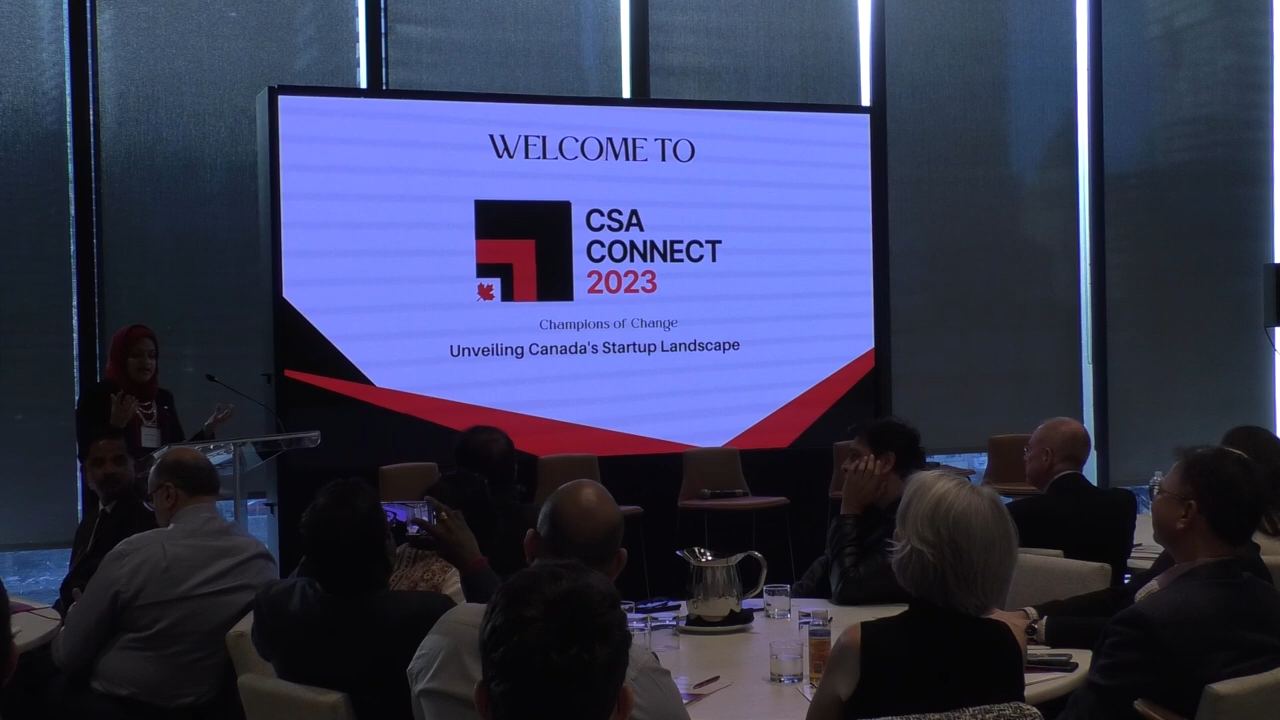 WELCOME TO
CSA
CONNECT
2023
Champions of Change
Unveiling Canada's Startup Landscape